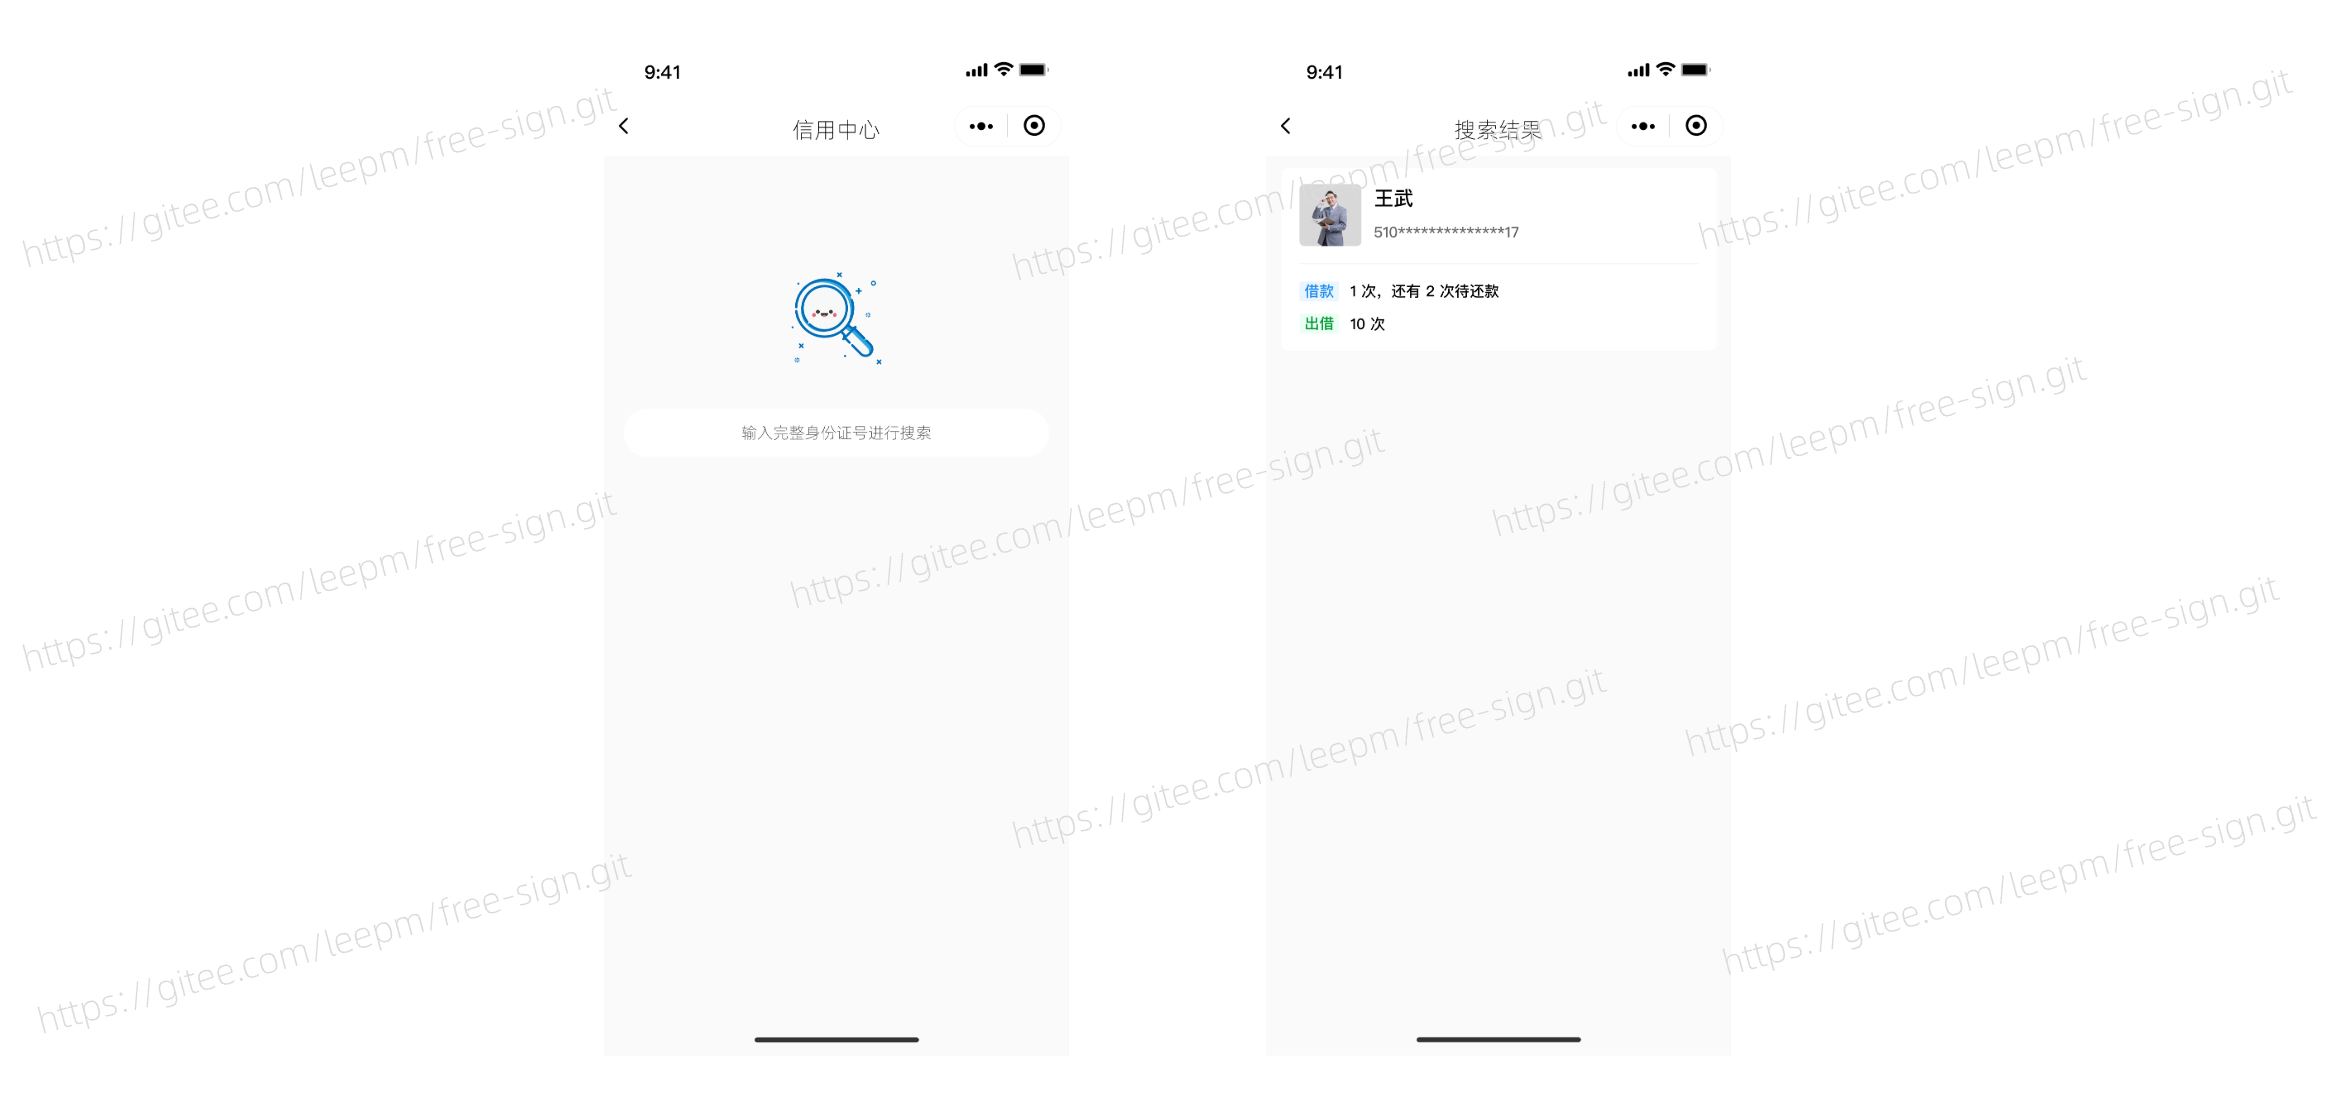 9:41
信用中心
输入完整身份证号进行搜索
9:41
搜索结果
王武
510**************17
借款 1 次，还有 2 次待还款
出借 10 次
https://gitee.com/leepm/free-sign.git
https://gitee.com/leepm/free-sign.git
https://gitee.com/leepm/free-sign.git
https://gitee.com/leepm/free-sign.git
https://gitee.com/leepm/free-sign.git
https://gitee.com/leepm/free-sign.git
https://gitee.com/leepm/free-sign.git
https://gitee.com/leepm/free-sign.git
https://gitee.com/leepm/free-sign.git
https://gitee.com/leepm/free-sign.git